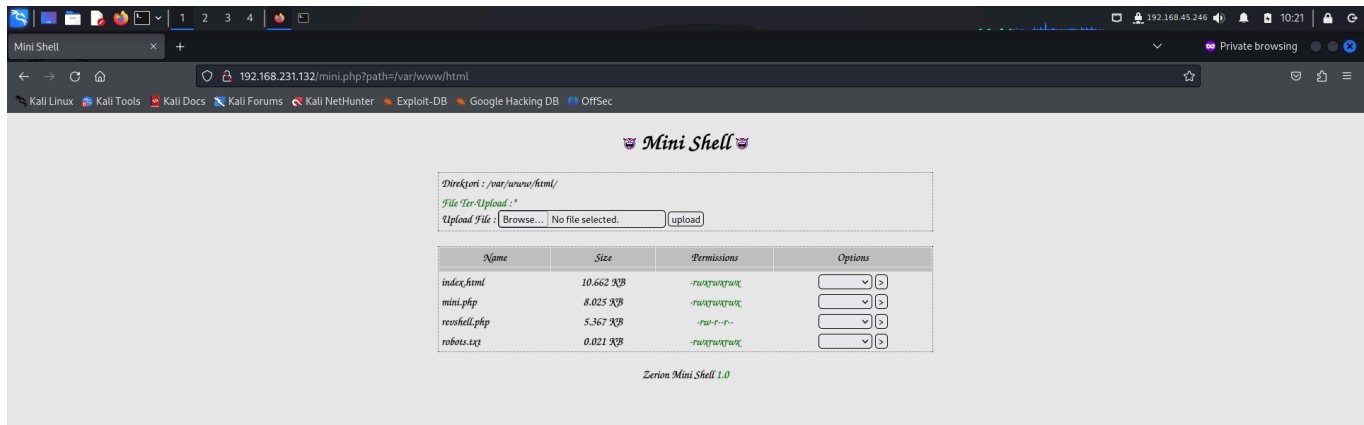 1 2 3 4 192.168.45.246 10:21
Mini Shell × + Private browsing
192.168.231.132/mini.php?path=/var/www/html
Kali Linux Kali Tools Kali Docs Kali Forums Kali NetHunter Exploit-DB Google Hacking DB OffSec
Mini Shell
Direktori : /var/www/html/
File Ter-Upload :*
Upload File : Browse... No file selected. upload
Name Size Permissions Options
index.html 10.662 KB -rwxrwxrwx >
mini.php 8.025 KB -rwxrwxrwx >
revshell.php 5.367 KB -rw-r--r-- >
robots.txt 0.021 KB -rwxrwxrwx >
Zerion Mini Shell 1.0